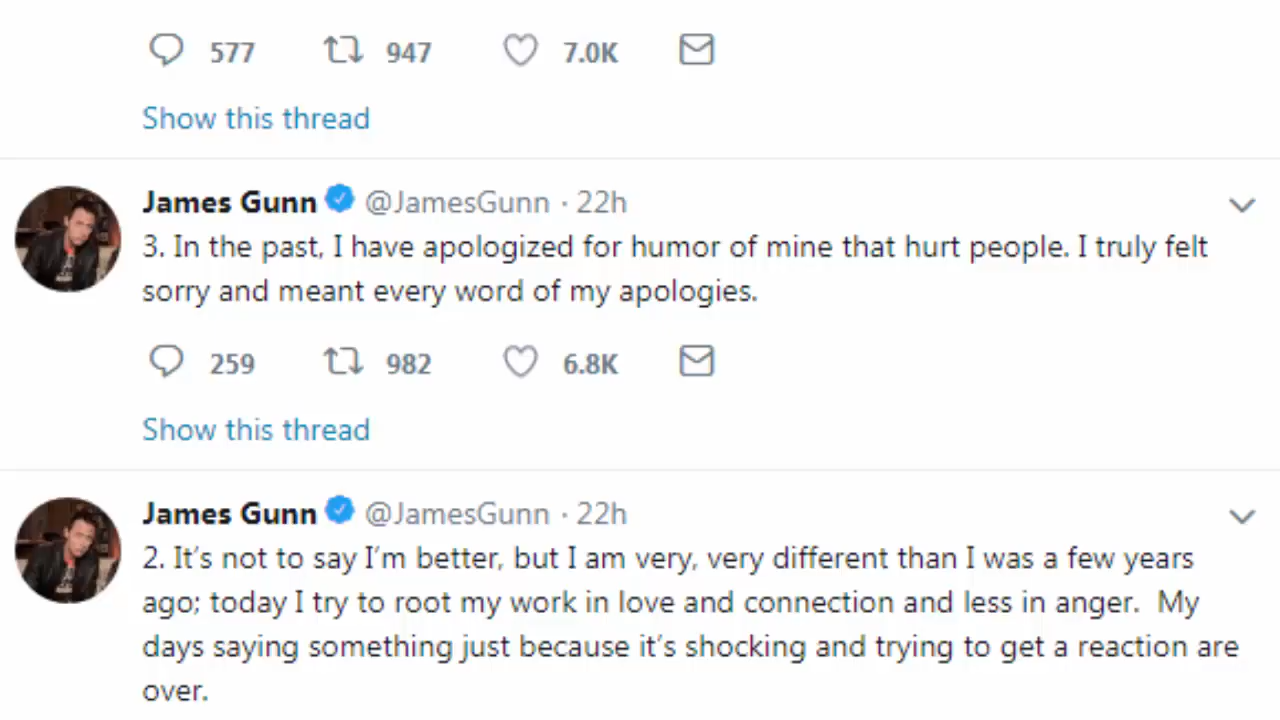 577 947 7.0K
Show this thread
James Gunn @JamesGunn · 22h
3. In the past, I have apologized for humor of mine that hurt people. I truly felt
sorry and meant every word of my apologies.
259 982 6.8K
Show this thread
James Gunn @JamesGunn · 22h
2. It’s not to say I’m better, but I am very, very different than I was a few years
ago; today I try to root my work in love and connection and less in anger.  My
days saying something just because it’s shocking and trying to get a reaction are
over.